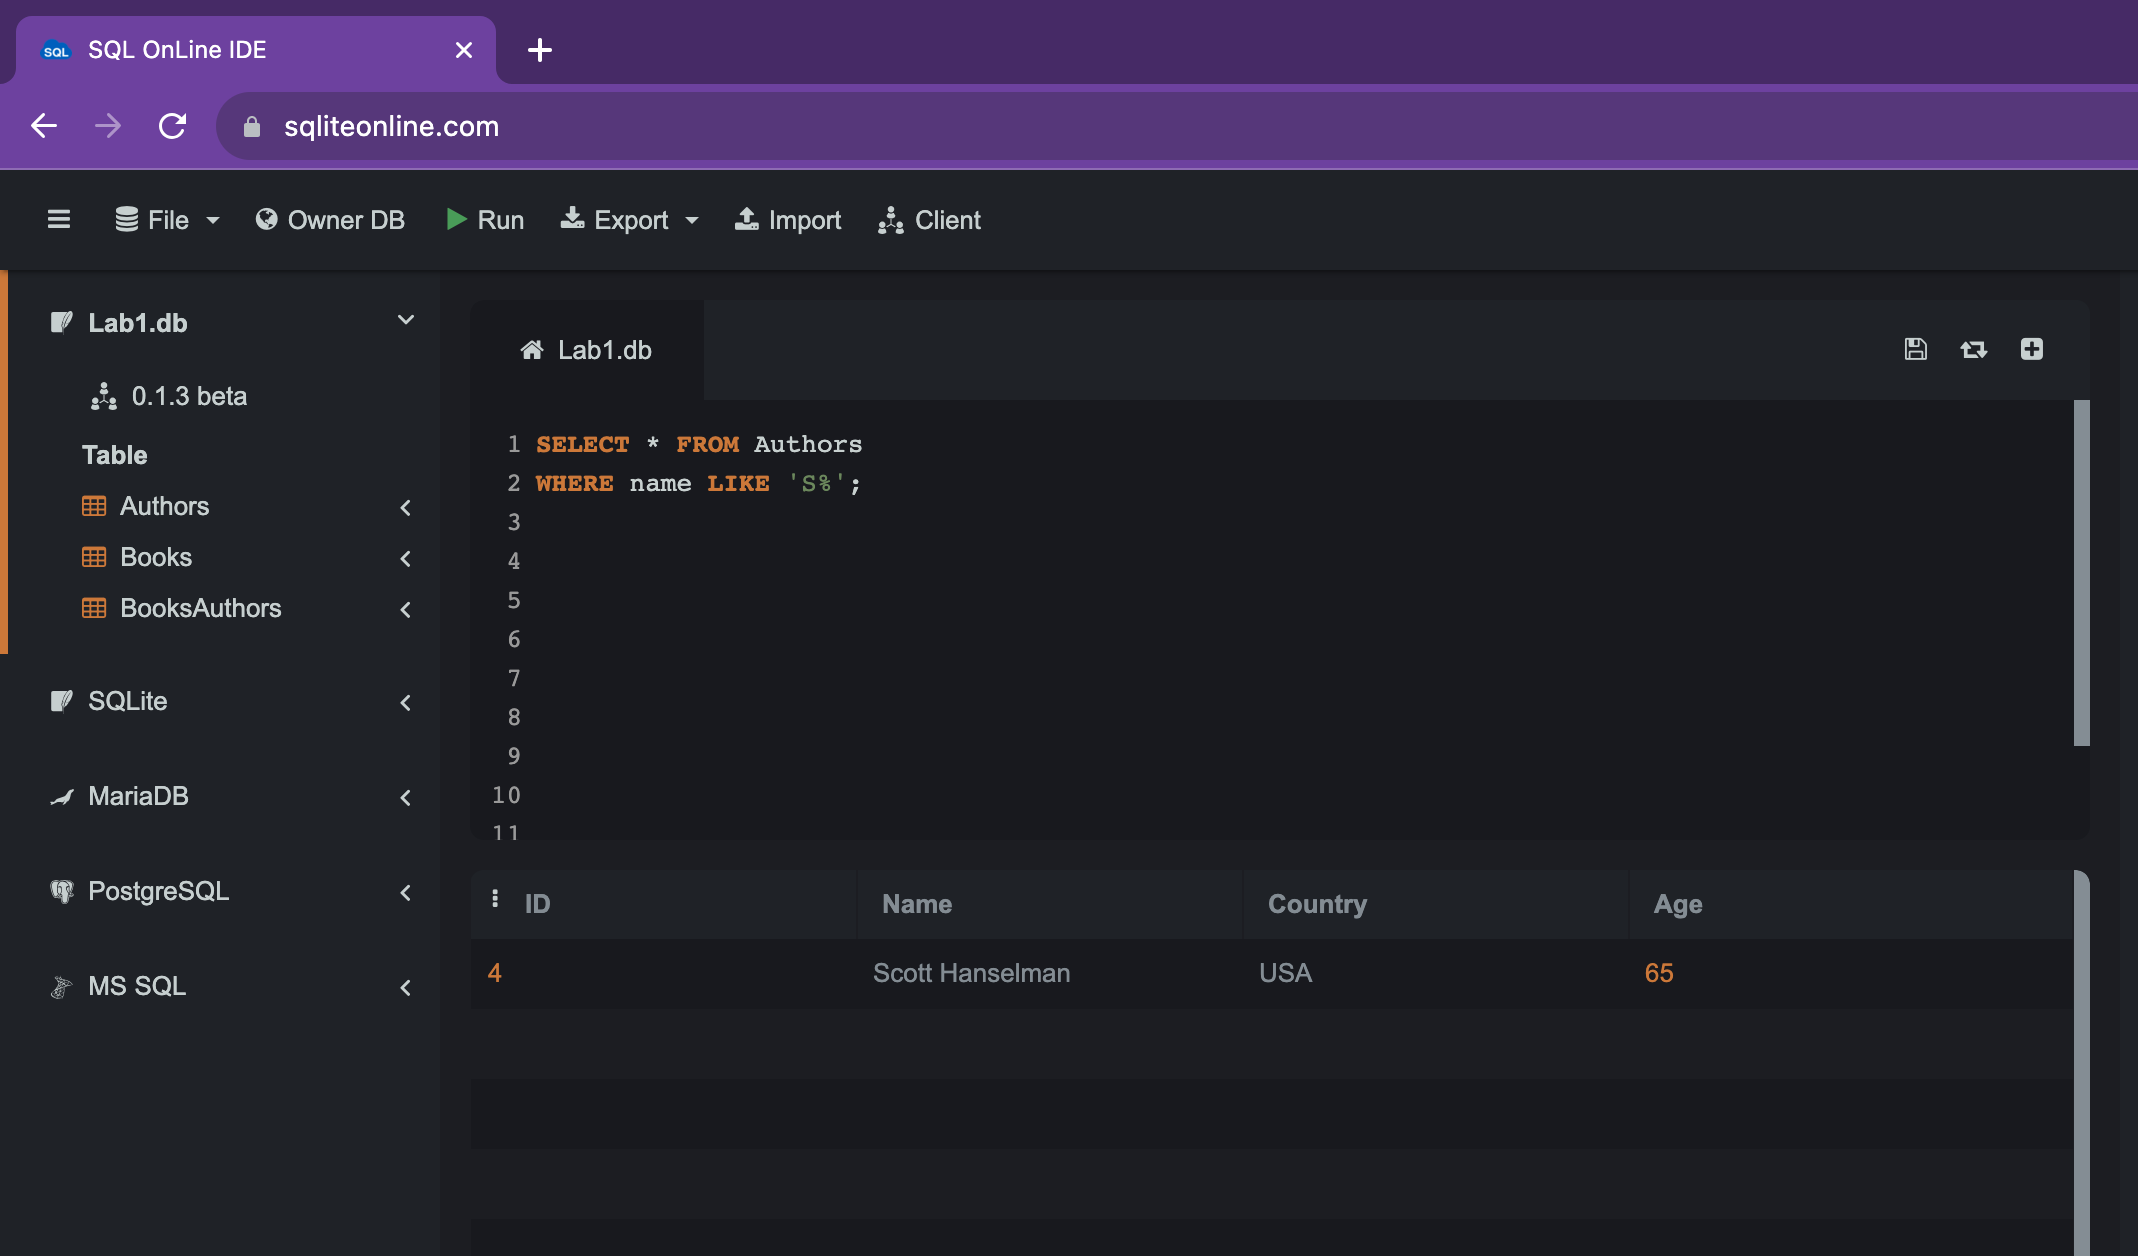 SQL SQL OnLine IDE
sqliteonline.com
File Owner DB Run Export Import Client
Lab1.db
0.1.3 beta
Table
Authors
Books
BooksAuthors
SQLite
MariaDB
PostgreSQL
MS SQL
Lab1.db
1 SELECT * FROM Authors
2 WHERE name LIKE 'S%';
3
4
5
6
7
8
9
10
11
ID Name Country Age
4 Scott Hanselman USA 65